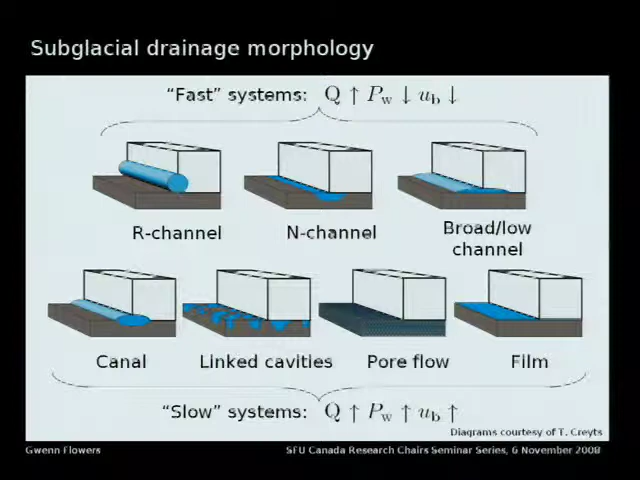 Subglacial drainage morphology
“Fast” systems: Q ↑ Pw ↓ ub ↓
R-channel
N-channel
Broad/low
channel
Canal
Linked cavities
Pore flow
Film
“Slow” systems: Q ↑ Pw ↑ ub ↑
Diagrams courtesy of T. Creyts
Gwenn Flowers
SFU Canada Research Chairs Seminar Series, 6 November 2008